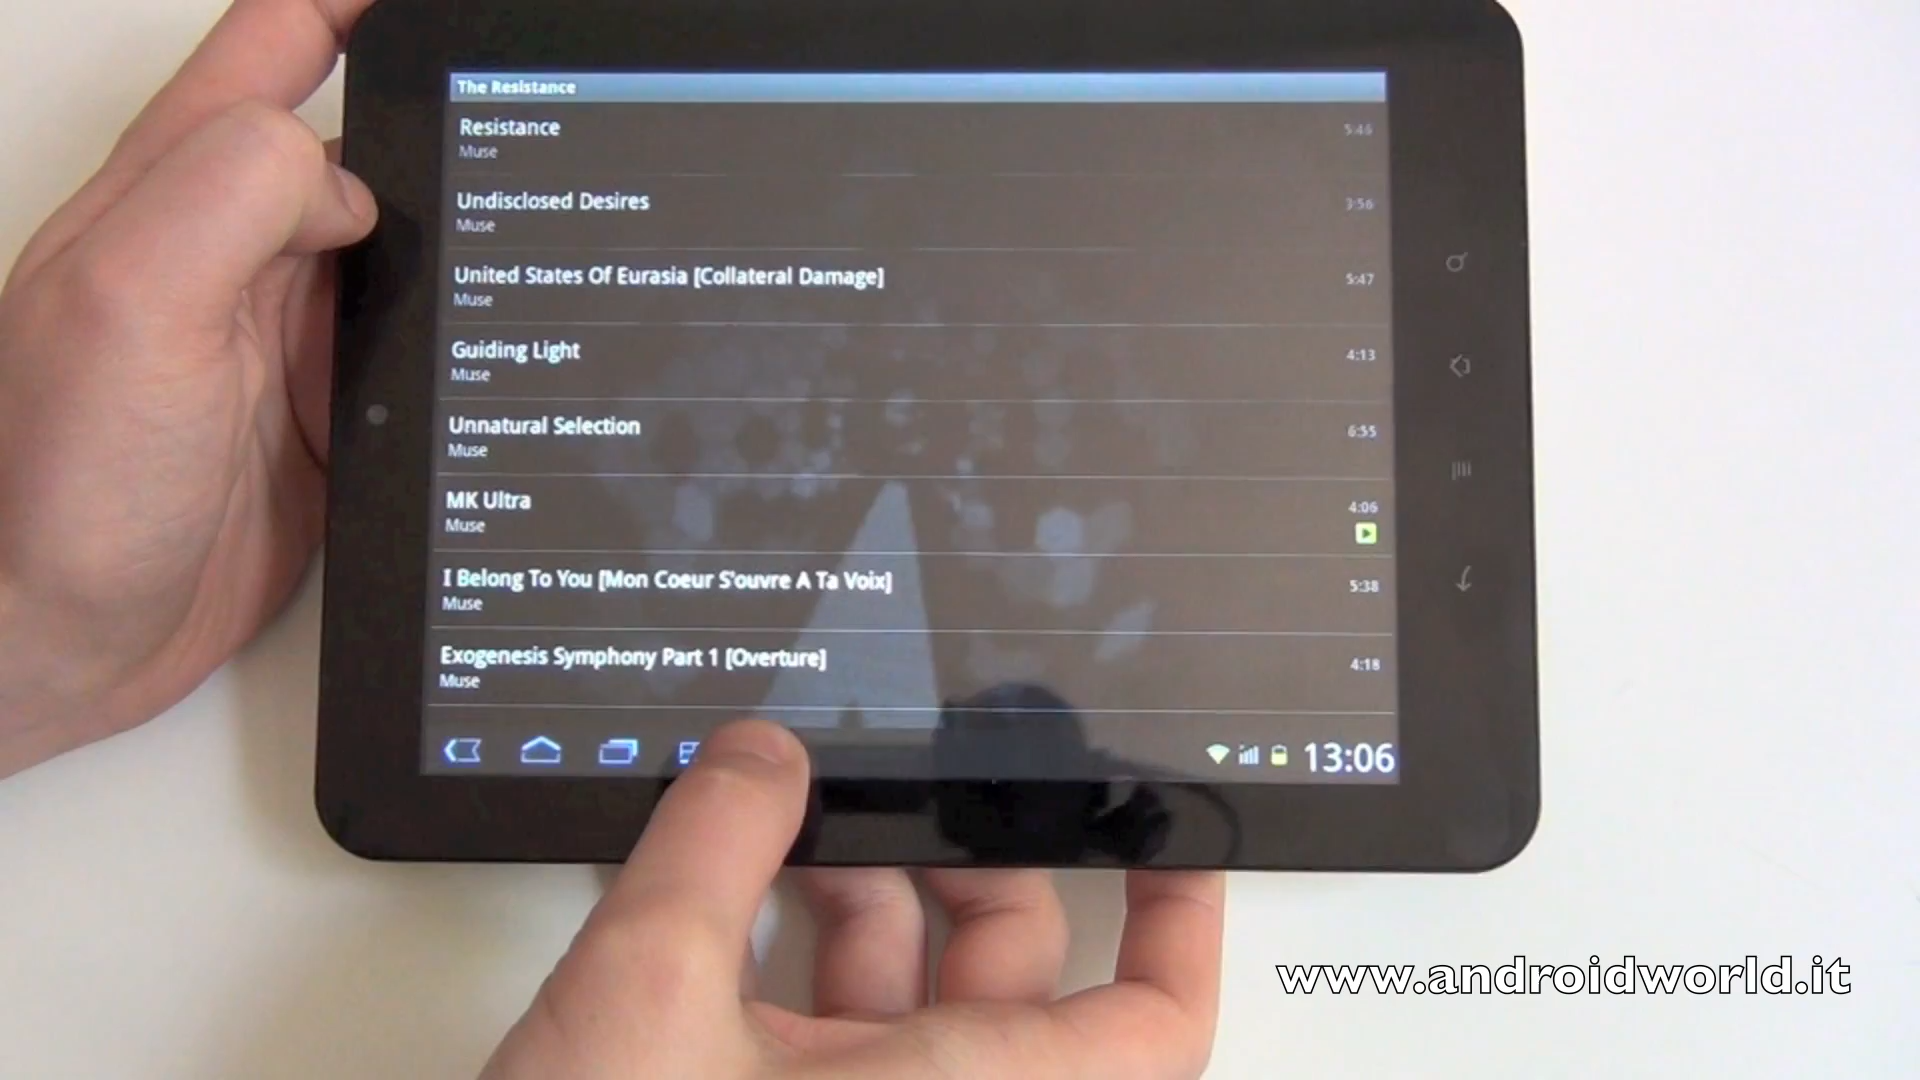 The Resistance
Resistance
5:46
Muse
Undisclosed Desires
3:56
Muse
United States Of Eurasia [Collateral Damage]
5:47
Muse
Guiding Light
4:13
Muse
Unnatural Selection
6:55
Muse
MK Ultra
4:06
Muse
I Belong To You [Mon Coeur S'ouvre A Ta Voix]
5:38
Muse
Exogenesis Symphony Part 1 [Overture]
4:18
Muse
13:06
www.androidworld.it